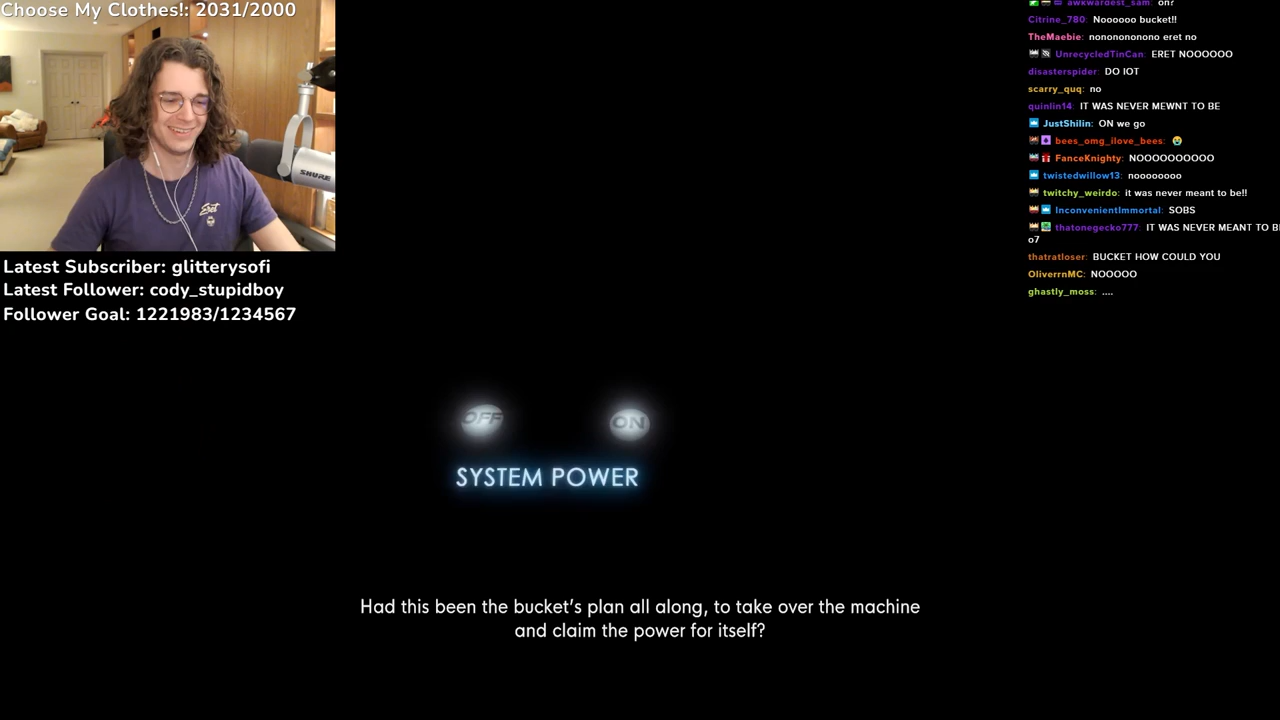 Choose My Clothes!: 2031/2000
SHURE
Eret
Latest Subscriber: glitterysofi
Latest Follower: cody_stupidboy
Follower Goal: 1221983/1234567
awkwardest_sam: on?
Citrine_780: Noooooo bucket!!
TheMaebie: nononononono eret no
UnrecycledTinCan: ERET NOOOOOO
disasterspider: DO IOT
scarry_quq: no
quinlin14: IT WAS NEVER MEWNT TO BE
JustShilin: ON we go
bees_omg_ilove_bees: 😭
FanceKnighty: NOOOOOOOOOO
twistedwillow13: noooooooo
twitchy_weirdo: it was never meant to be!!
InconvenientImmortal: SOBS
thatonegecko777: IT WAS NEVER MEANT TO B
o7
thatratloser: BUCKET HOW COULD YOU
OliverrnMC: NOOOOO
ghastly_moss: ....
OFF ON
SYSTEM POWER
Had this been the bucket's plan all along, to take over the machine
and claim the power for itself?